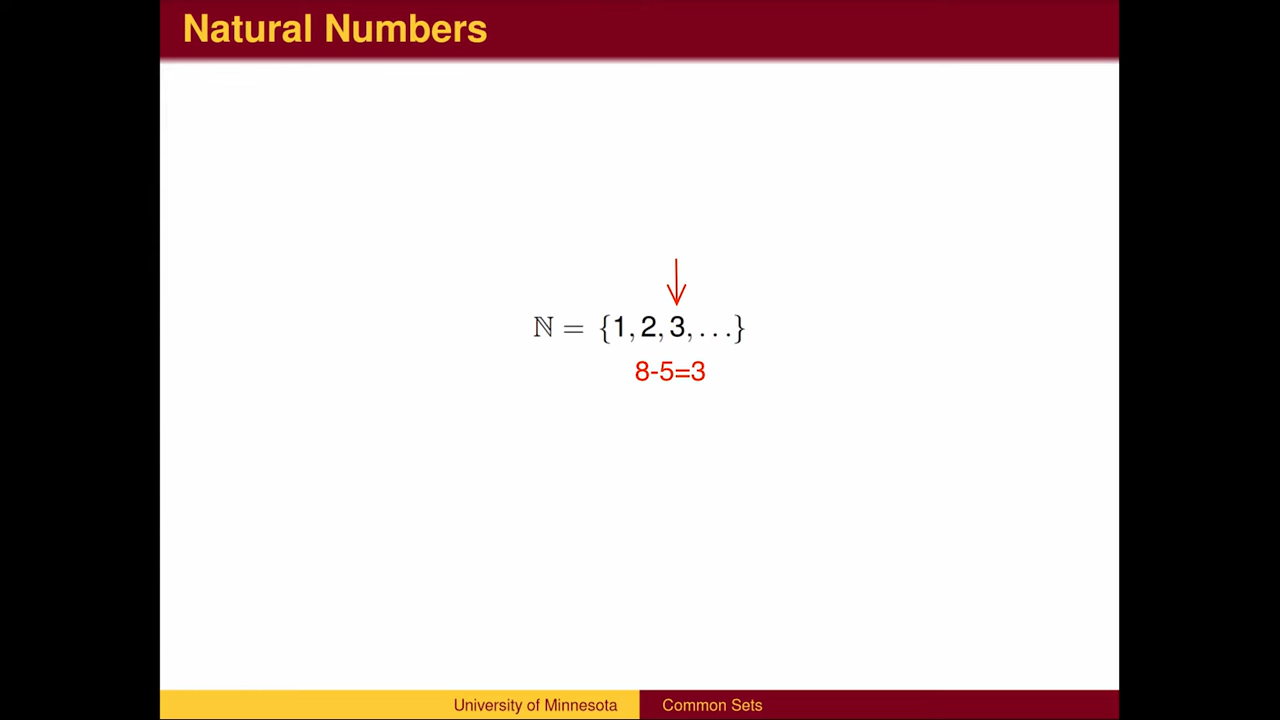 Natural Numbers
ℕ = {1, 2, 3, . . .}
8-5=3
University of Minnesota
Common Sets